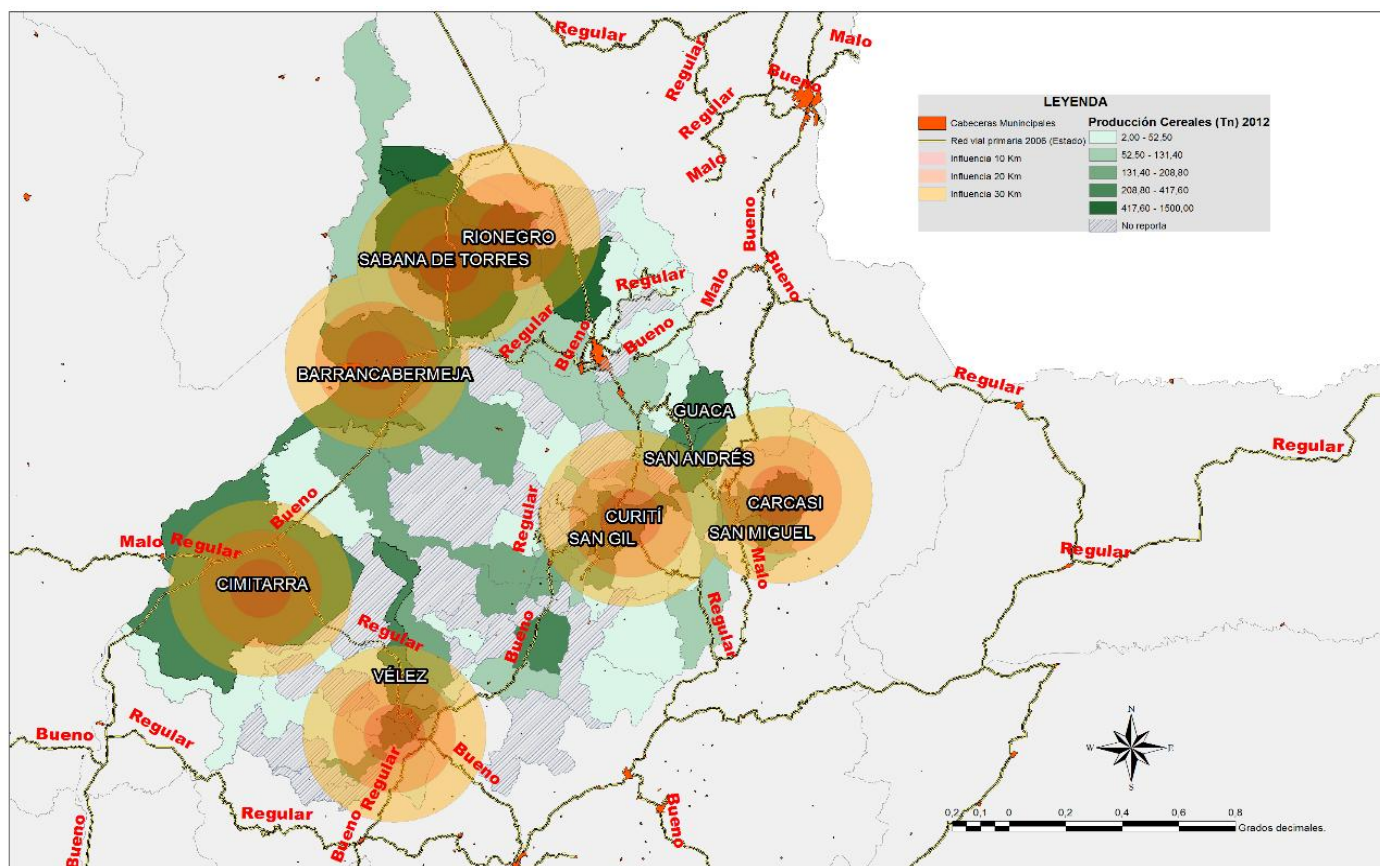 Regular
Malo
Regular
Bueno
Regular
Malo
LEYENDA
Cabeceras Munincipales
Red vial primaria 2006 (Estado)
Influencia 10 Km
Influencia 20 Km
Influencia 30 Km
Producción Cereales (Tn) 2012
2,00 - 52,50
52,50 - 131,40
131,40 - 208,80
208,80 - 417,60
417,60 - 1500,00
No reporta
Bueno
RIONEGRO
SABANA DE TORRES
Regular
Malo
Bueno
Regular
Bueno
Bueno
BARRANCABERMEJA
Regular
GUACA
Regular
SAN ANDRÉS
Bueno
Regular
CURITÍ
CARCASI
SAN GIL
SAN MIGUEL
Malo
Regular
Malo
Regular
CIMITARRA
Regular
Bueno
Regular
VÉLEZ
Bueno
Regular
Regular
Bueno
Regular
Bueno
Bueno
Bueno
N
W
E
S
0,2
0,1
0
0,2
0,4
0,6
0,8
Grados decimales.